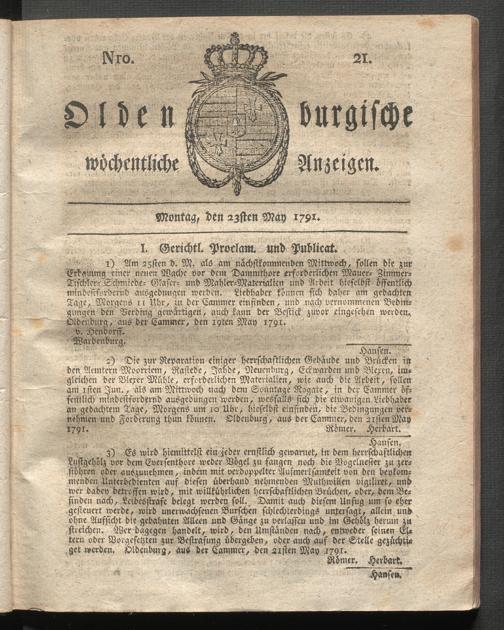 Nro. 21.
Oldenburgische
wöchentliche Anzeigen.
Montag, den 23sten May 1791.
I. Gerichtl. Proclam. und Publicat.
1) Am 25sten d. M. als am nächstkommenden Mittwoch, sollen die zur
Erbauung einer neuen Wache vor dem Dammthore erforderlichen Mauer- Zimmer-
Tischler- Schmiede- Glaser- und Mahler-Materialien und Arbeit hieselbst öffentlich
mindestfordernd ausgedungen werden. Liebhaber können sich daher am gedachten
Tage, Morgens 11 Uhr, in der Cammer einfinden, und nach vernommenen Bedin-
gungen den Verding gewärtigen, auch kann der Bestick zuvor eingesehen werden.
Oldenburg, aus der Cammer, den 19ten May 1791.
v. Hendorff.
Wardenburg.
Hansen.
2) Die zur Reparation einiger herrschaftlichen Gebäude und Brücken in
den Aemtern Moorriem, Rastede, Jahde, Neuenburg, Eckwarden und Blexen, im-
gleichen der Blexer Mühle, erforderlichen Materialien, wie auch die Arbeit, sollen
am 1sten Jun. als am Mittwoch nach dem Sonntage Rogate, in der Cammer öf-
fentlich mindestfordernd ausgedungen werden, wesfalls sich die etwanigen Liebhaber
an gedachtem Tage, Morgens um 10 Uhr, hieselbst einfinden, die Bedingungen ver-
nehmen und Forderung thun können. Oldenburg, aus der Cammer, den 21sten May
1791. Römer. Herbart.
Hansen.
3) Es wird hiemittelst ein jeder ernstlich gewarnet, in dem herrschaftlichen
Lustgehölz vor dem Eversenthore weder Vögel zu fangen noch die Vogelnester zu zer-
stöhren oder auszunehmen, indem mit verdoppelter Aufmerksamkeit von den beykom-
menden Unterbedienten auf diesen überhand nehmenden Muthwillen vigiliret, und
wer dabey betroffen wird, mit willkührlichen herrschaftlichen Brüchen, oder, dem Be-
finden nach, Leibesstrafe belegt werden soll. Damit auch diesem Unfug um so eher
gesteuert werde, wird unerwachsenen Burschen schlechterdings untersagt, allein und
ohne Aufsicht die gebahnten Alleen und Gänge zu verlassen und im Gehölz herum zu
streichen. Wer dagegen handelt, wird, den Umständen nach, entweder seinen El-
tern oder Vorgesetzten zur Bestrafung übergeben, oder auch auf der Stelle gezüchti-
get werden. Oldenburg, aus der Cammer, den 21sten May 1791.
Römer. Herbart.
Hansen.